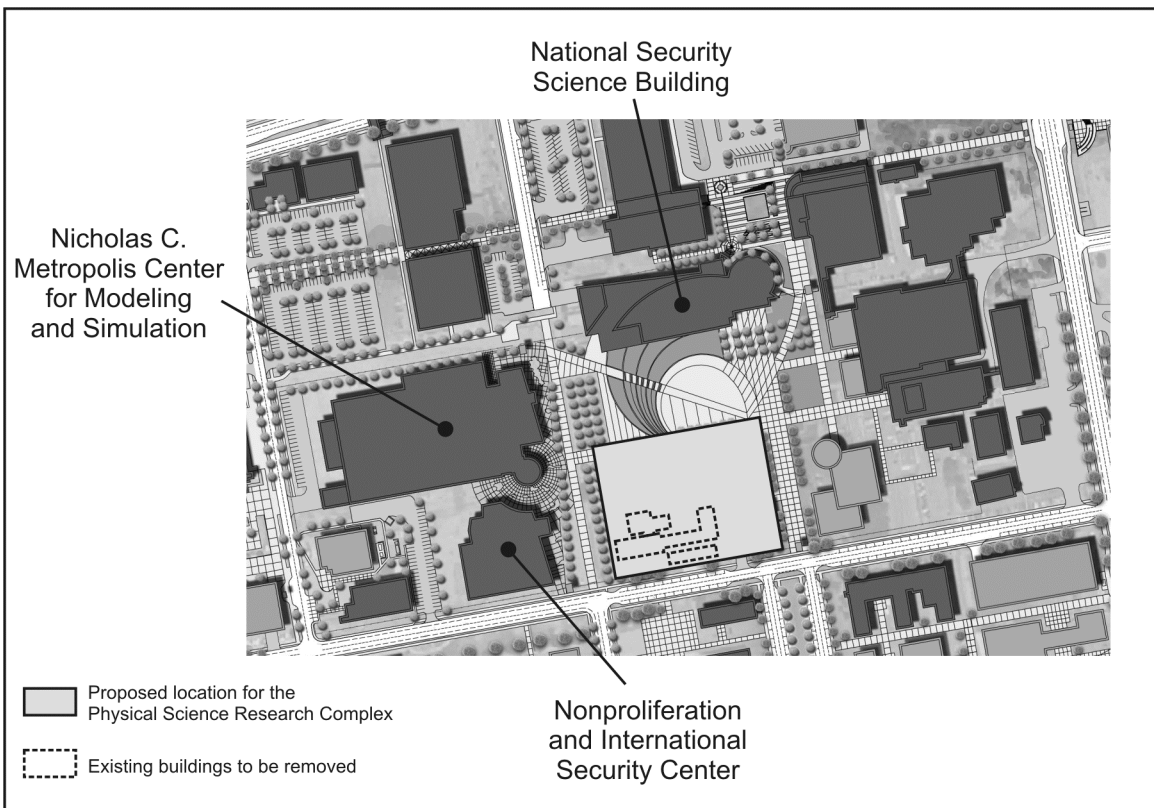 National Security
Science Building
Nicholas C.
Metropolis Center
for Modeling
and Simulation
Proposed location for the
Physical Science Research Complex
Existing buildings to be removed
Nonproliferation
and International
Security Center